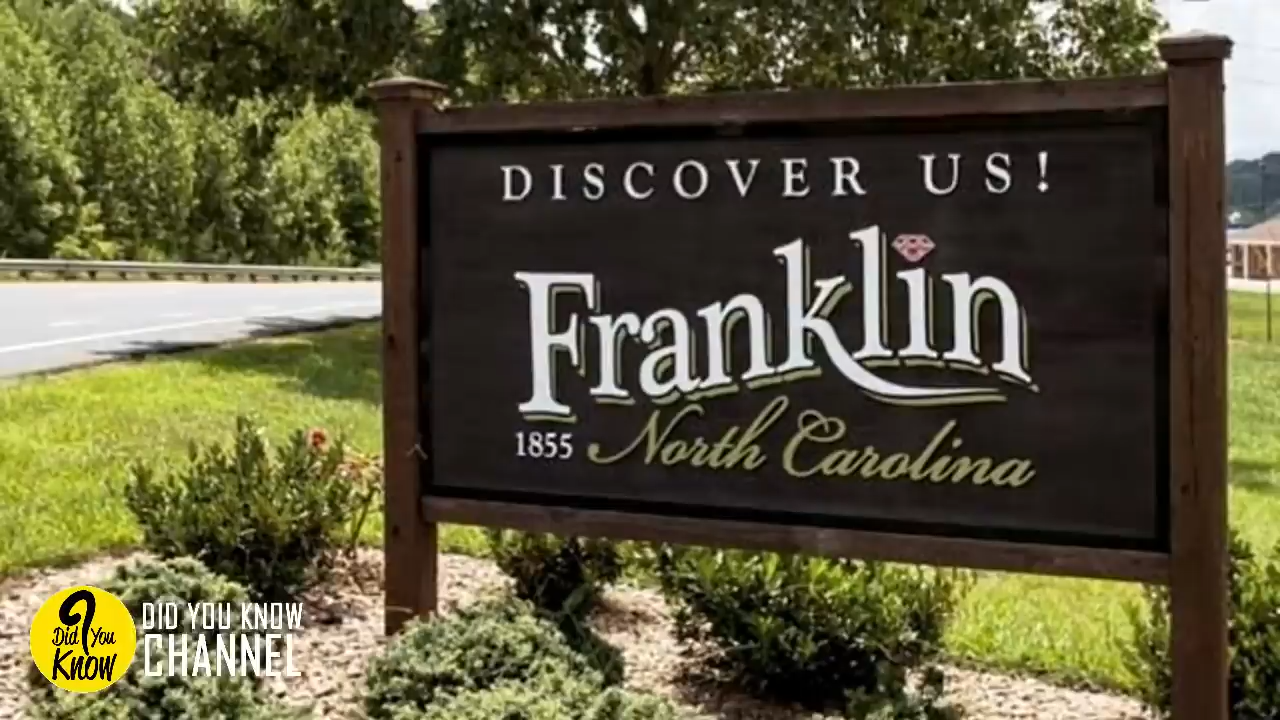 DISCOVER US!
Franklin
1855 North Carolina
Did You
Know
DID YOU KNOW
CHANNEL